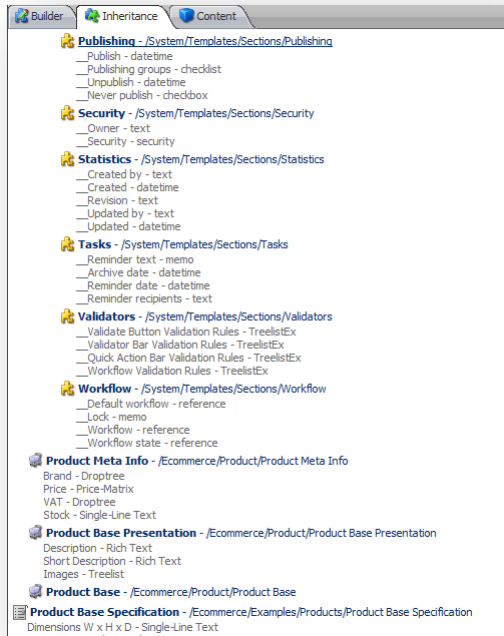 Builder Inheritance Content
Publishing - /System/Templates/Sections/Publishing
__Publish - datetime
__Publishing groups - checklist
__Unpublish - datetime
__Never publish - checkbox
Security - /System/Templates/Sections/Security
__Owner - text
__Security - security
Statistics - /System/Templates/Sections/Statistics
__Created by - text
__Created - datetime
__Revision - text
__Updated by - text
__Updated - datetime
Tasks - /System/Templates/Sections/Tasks
__Reminder text - memo
__Archive date - datetime
__Reminder date - datetime
__Reminder recipients - text
Validators - /System/Templates/Sections/Validators
__Validate Button Validation Rules - TreelistEx
__Validator Bar Validation Rules - TreelistEx
__Quick Action Bar Validation Rules - TreelistEx
__Workflow Validation Rules - TreelistEx
Workflow - /System/Templates/Sections/Workflow
__Default workflow - reference
__Lock - memo
__Workflow - reference
__Workflow state - reference
Product Meta Info - /Ecommerce/Product/Product Meta Info
Brand - Droptree
Price - Price-Matrix
VAT - Droptree
Stock - Single-Line Text
Product Base Presentation - /Ecommerce/Product/Product Base Presentation
Description - Rich Text
Short Description - Rich Text
Images - Treelist
Product Base - /Ecommerce/Product/Product Base
Product Base Specification - /Ecommerce/Examples/Products/Product Base Specification
Dimensions W x H x D - Single-Line Text